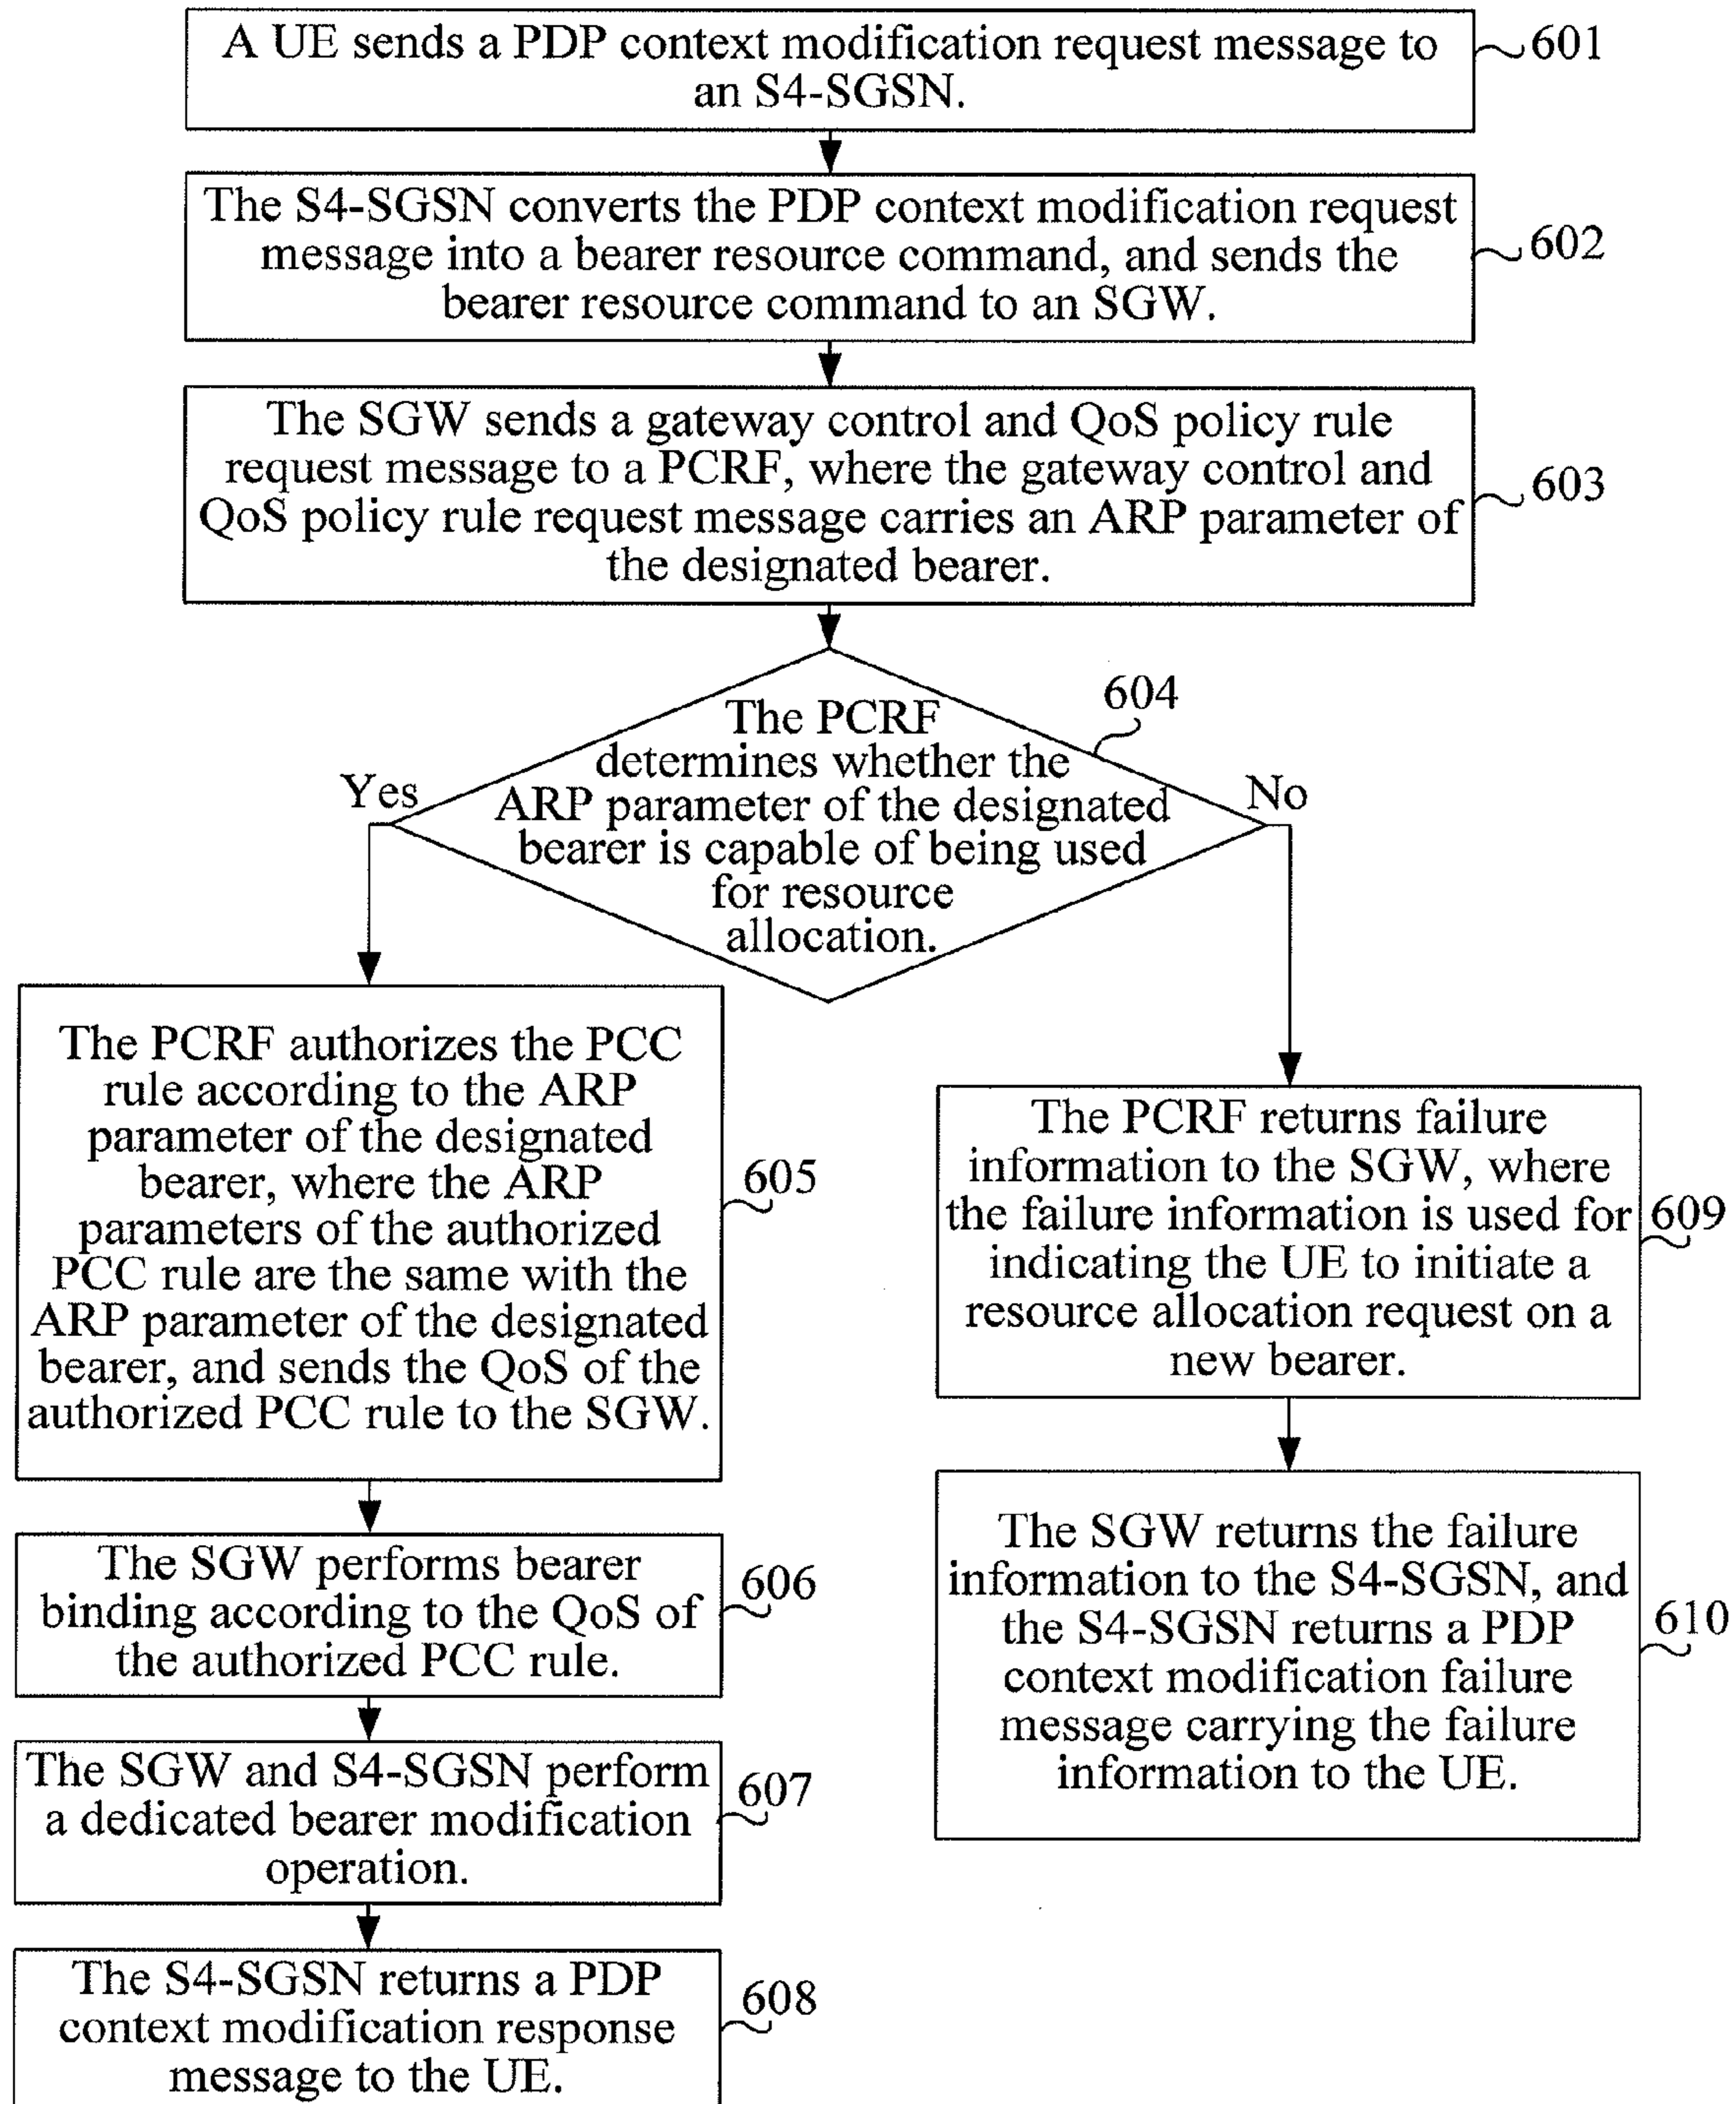 A UE sends a PDP context modification request message to
an S4-SGSN.
601
The S4-SGSN converts the PDP context modification request
message into a bearer resource command, and sends the
bearer resource command to an SGW.
602
The SGW sends a gateway control and QoS policy rule
request message to a PCRF, where the gateway control and
QoS policy rule request message carries an ARP parameter of
the designated bearer.
603
The PCRF
determines whether the
ARP parameter of the designated
bearer is capable of being used
for resource
allocation.
604
Yes
No
The PCRF authorizes the PCC
rule according to the ARP
parameter of the designated
bearer, where the ARP
parameters of the authorized
PCC rule are the same with the
ARP parameter of the designated
bearer, and sends the QoS of the
authorized PCC rule to the SGW.
605
The SGW performs bearer
binding according to the QoS of
the authorized PCC rule.
606
The SGW and S4-SGSN perform
a dedicated bearer modification
operation.
607
The S4-SGSN returns a PDP
context modification response
message to the UE.
608
The PCRF returns failure
information to the SGW, where
the failure information is used for
indicating the UE to initiate a
resource allocation request on a
new bearer.
609
The SGW returns the failure
information to the S4-SGSN, and
the S4-SGSN returns a PDP
context modification failure
message carrying the failure
information to the UE.
610